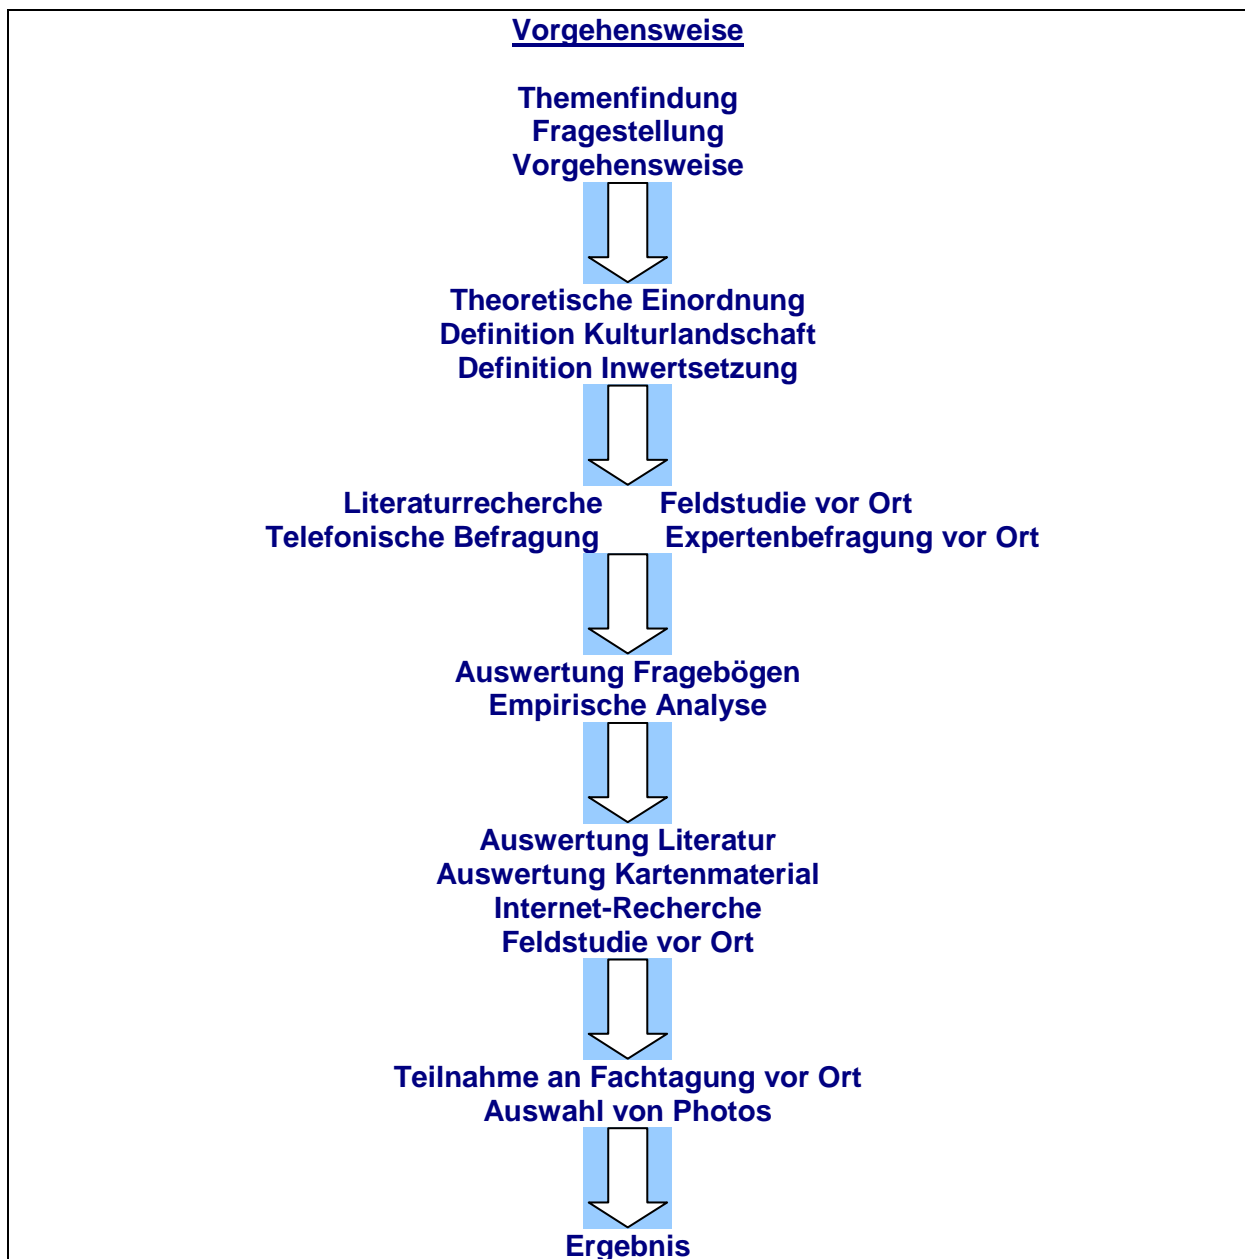 Vorgehensweise
Themenfindung
Fragestellung
Vorgehensweise
Theoretische Einordnung
Definition Kulturlandschaft
Definition Inwertsetzung
Literaturrecherche Feldstudie vor Ort
Telefonische Befragung Expertenbefragung vor Ort
Auswertung Fragebögen
Empirische Analyse
Auswertung Literatur
Auswertung Kartenmaterial
Internet-Recherche
Feldstudie vor Ort
Teilnahme an Fachtagung vor Ort
Auswahl von Photos
Ergebnis